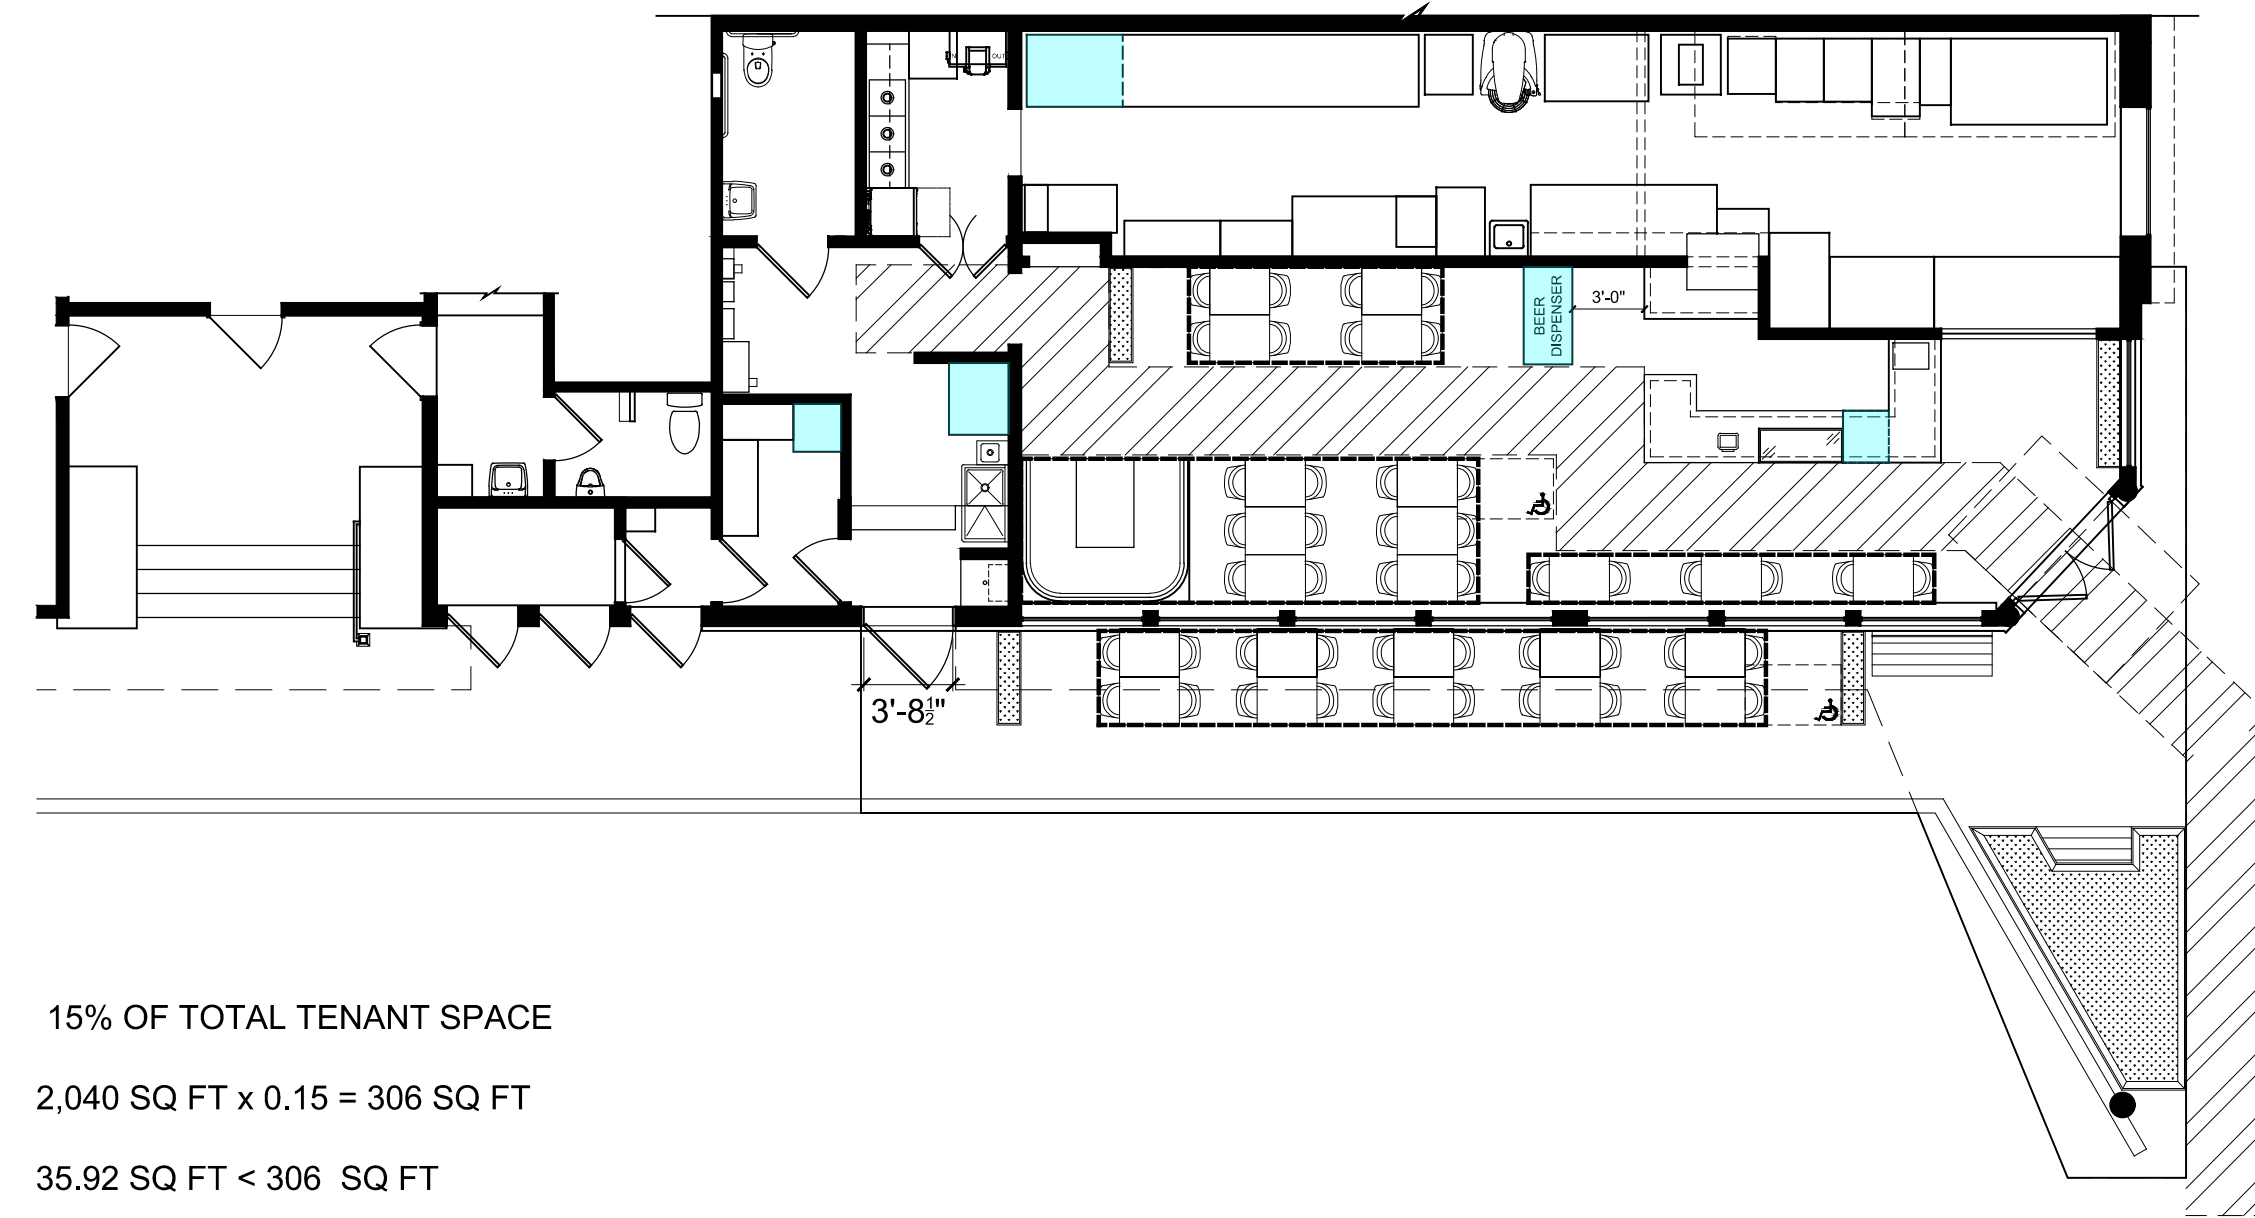 OUT
BEER
DISPENSER
3'-0"
3'-8½"
15% OF TOTAL TENANT SPACE
2,040 SQ FT x 0.15 = 306 SQ FT
35.92 SQ FT < 306 SQ FT